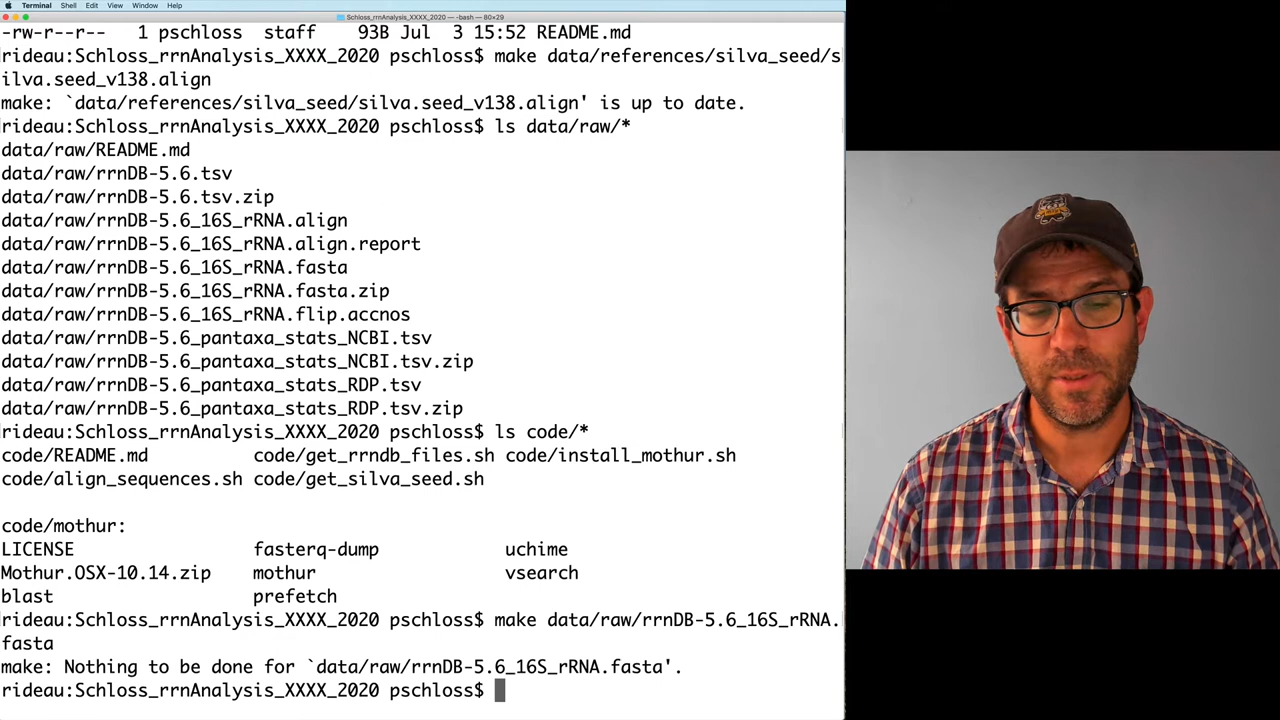 Terminal Shell Edit View Window Help
Schloss_rrnAnalysis_XXXX_2020 — -bash — 80×29
-rw-r--r-- 1 pschloss staff 93B Jul 3 15:52 README.md
rideau:Schloss_rrnAnalysis_XXXX_2020 pschloss$ make data/references/silva_seed/s
ilva.seed_v138.align
make: `data/references/silva_seed/silva.seed_v138.align' is up to date.
rideau:Schloss_rrnAnalysis_XXXX_2020 pschloss$ ls data/raw/*
data/raw/README.md
data/raw/rrnDB-5.6.tsv
data/raw/rrnDB-5.6.tsv.zip
data/raw/rrnDB-5.6_16S_rRNA.align
data/raw/rrnDB-5.6_16S_rRNA.align.report
data/raw/rrnDB-5.6_16S_rRNA.fasta
data/raw/rrnDB-5.6_16S_rRNA.fasta.zip
data/raw/rrnDB-5.6_16S_rRNA.flip.accnos
data/raw/rrnDB-5.6_pantaxa_stats_NCBI.tsv
data/raw/rrnDB-5.6_pantaxa_stats_NCBI.tsv.zip
data/raw/rrnDB-5.6_pantaxa_stats_RDP.tsv
data/raw/rrnDB-5.6_pantaxa_stats_RDP.tsv.zip
rideau:Schloss_rrnAnalysis_XXXX_2020 pschloss$ ls code/*
code/README.md code/get_rrndb_files.sh code/install_mothur.sh
code/align_sequences.sh code/get_silva_seed.sh
code/mothur:
LICENSE fasterq-dump uchime
Mothur.OSX-10.14.zip mothur vsearch
blast prefetch
rideau:Schloss_rrnAnalysis_XXXX_2020 pschloss$ make data/raw/rrnDB-5.6_16S_rRNA.
fasta
make: Nothing to be done for `data/raw/rrnDB-5.6_16S_rRNA.fasta'.
rideau:Schloss_rrnAnalysis_XXXX_2020 pschloss$